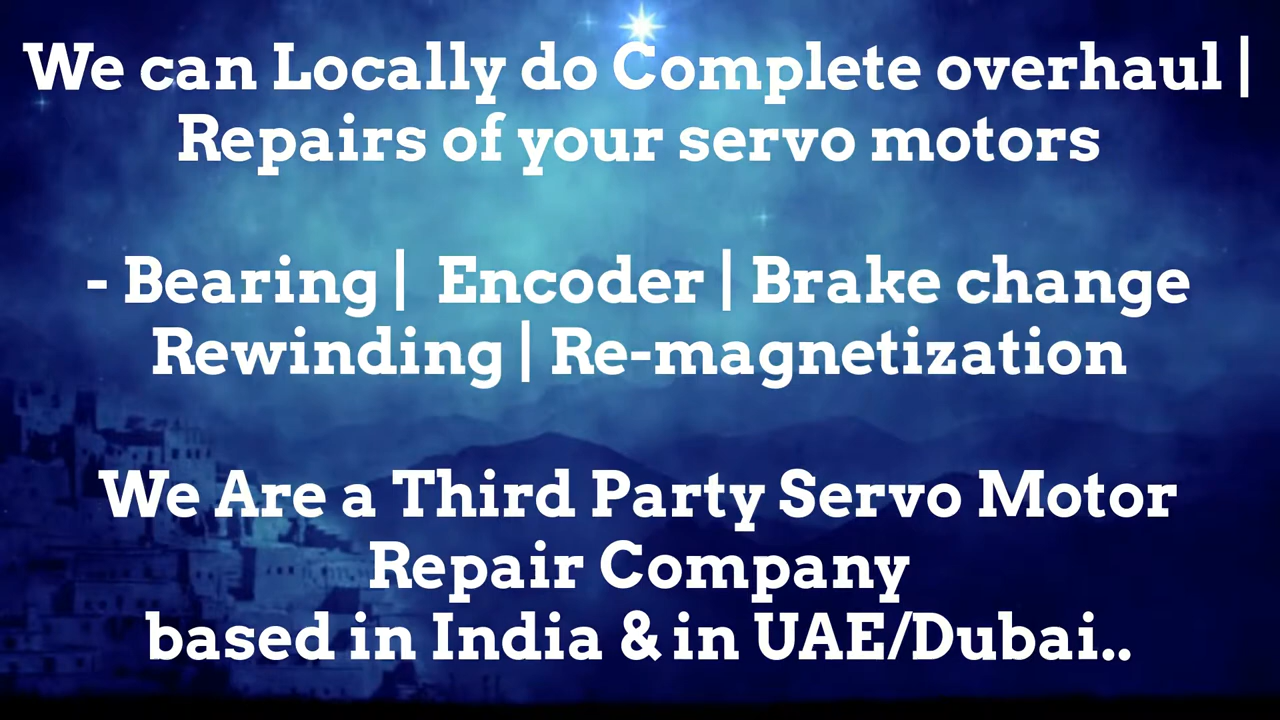 We can Locally do Complete overhaul |
Repairs of your servo motors
- Bearing | Encoder | Brake change
Rewinding | Re-magnetization
We Are a Third Party Servo Motor
Repair Company
based in India & in UAE/Dubai..